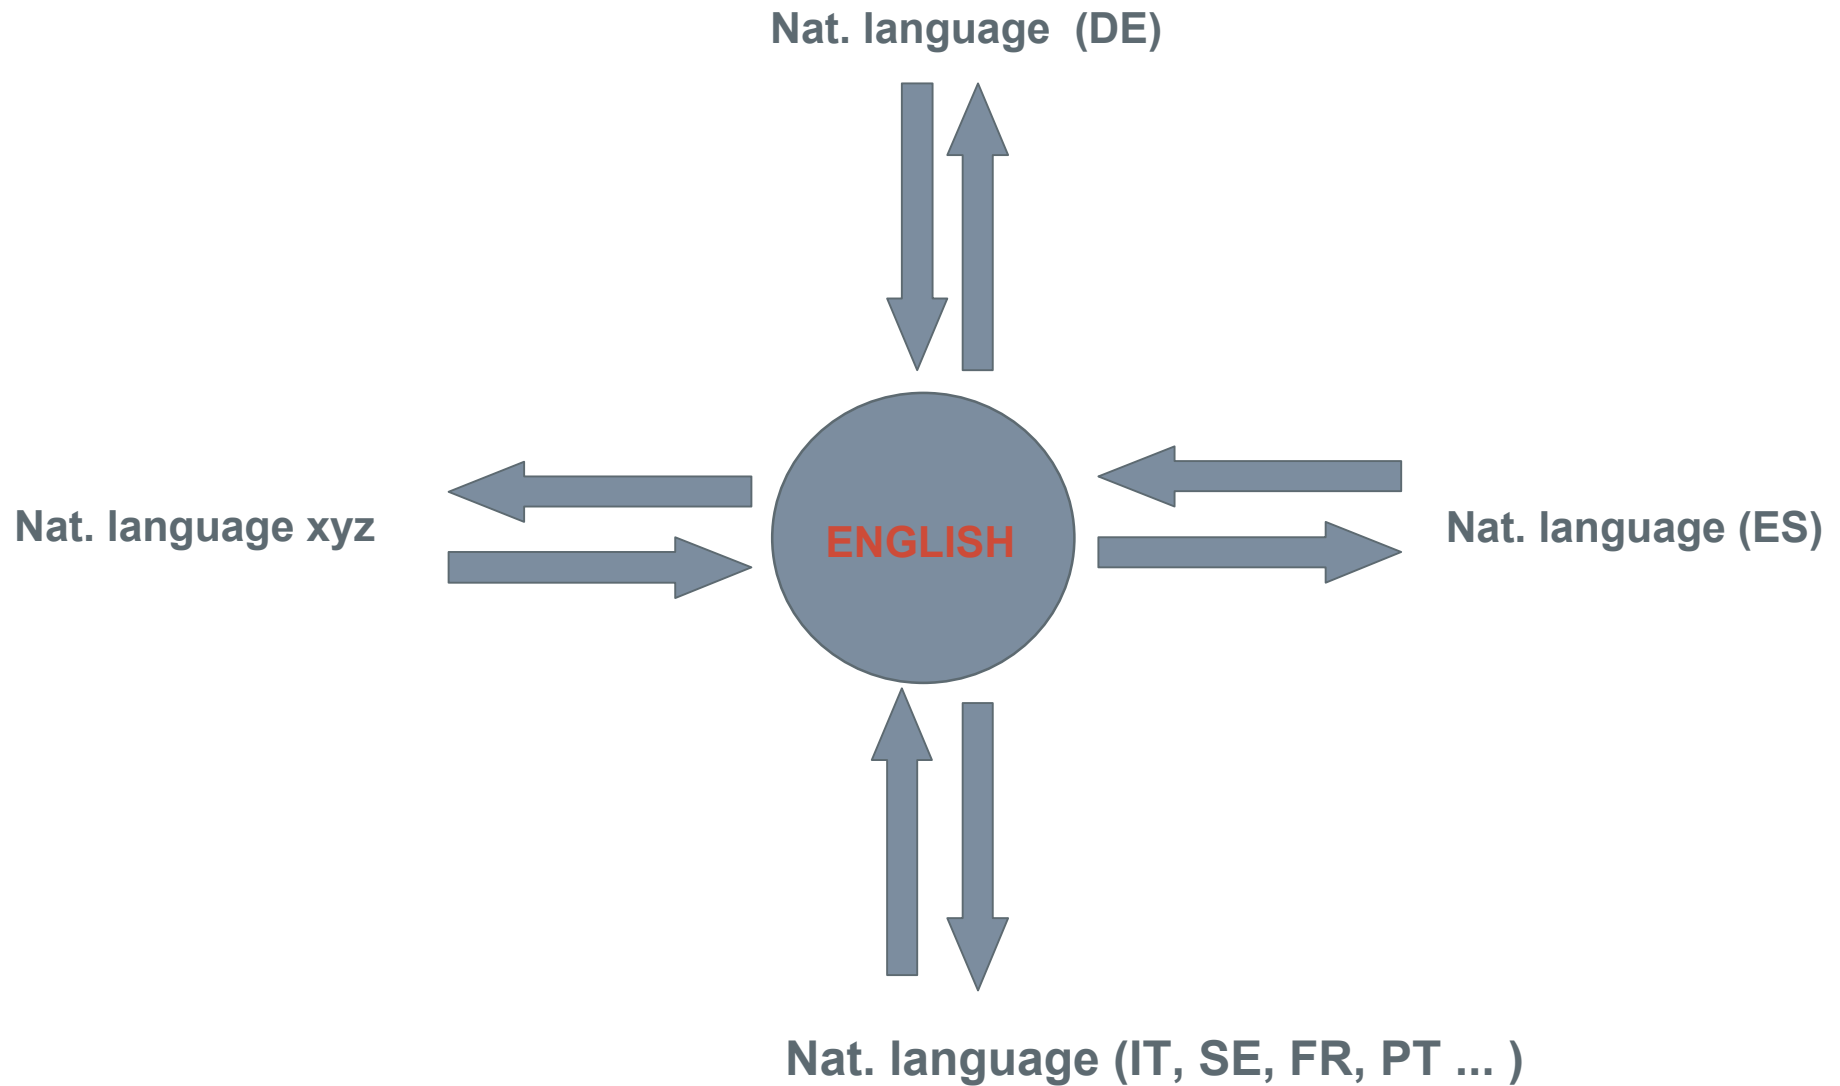 Nat. language  (DE)
Nat. language xyz
ENGLISH
Nat. language (ES)
Nat. language (IT, SE, FR, PT ... )